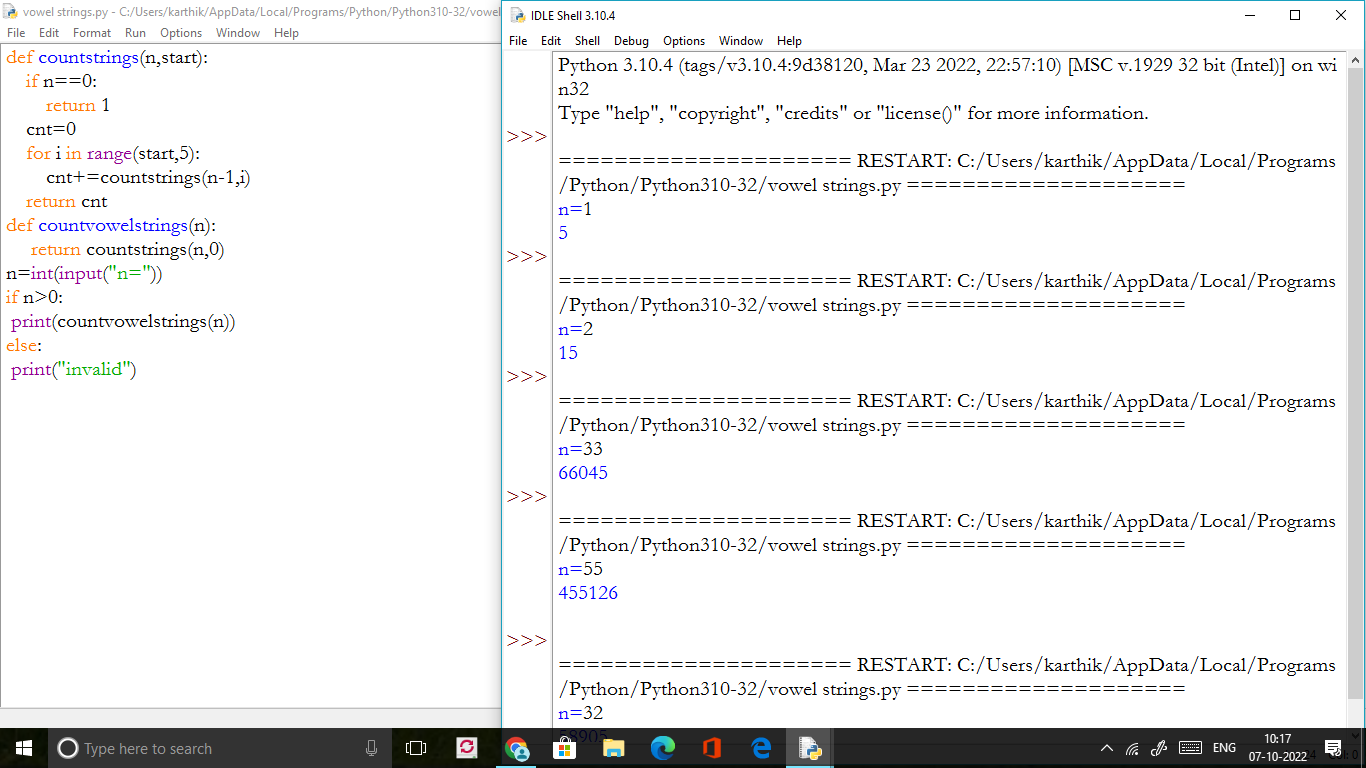 vowel strings.py - C:/Users/karthik/AppData/Local/Programs/Python/Python310-32/vowel
File Edit Format Run Options Window Help
def countstrings(n,start):
    if n==0:
        return 1
    cnt=0
    for i in range(start,5):
        cnt+=countstrings(n-1,i)
    return cnt
def countvowelstrings(n):
     return countstrings(n,0)
n=int(input("n="))
if n>0:
 print(countvowelstrings(n))
else:
 print("invalid")
IDLE Shell 3.10.4
File Edit Shell Debug Options Window Help
Python 3.10.4 (tags/v3.10.4:9d38120, Mar 23 2022, 22:57:10) [MSC v.1929 32 bit (Intel)] on wi
n32
Type "help", "copyright", "credits" or "license()" for more information.
>>>
===================== RESTART: C:/Users/karthik/AppData/Local/Programs
/Python/Python310-32/vowel strings.py ====================
n=1
5
>>>
===================== RESTART: C:/Users/karthik/AppData/Local/Programs
/Python/Python310-32/vowel strings.py ====================
n=2
15
>>>
===================== RESTART: C:/Users/karthik/AppData/Local/Programs
/Python/Python310-32/vowel strings.py ====================
n=33
66045
>>>
===================== RESTART: C:/Users/karthik/AppData/Local/Programs
/Python/Python310-32/vowel strings.py ====================
n=55
455126
>>>
===================== RESTART: C:/Users/karthik/AppData/Local/Programs
/Python/Python310-32/vowel strings.py ====================
n=32
58905
Type here to search
ENG
10:17
07-10-2022